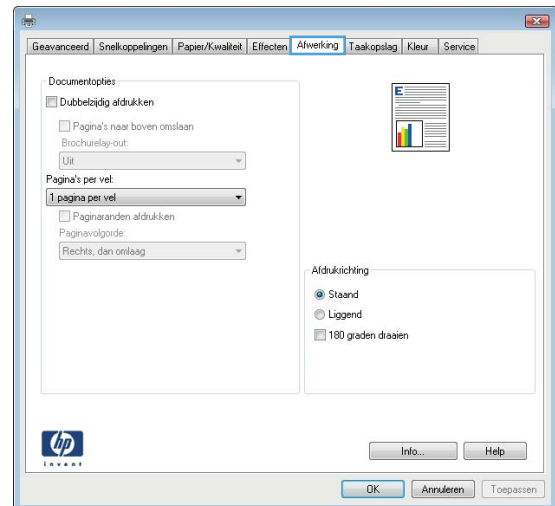 Geavanceerd Snelkoppelingen Papier/Kwaliteit Effecten Afwerking Taakopslag Kleur Service
Documentopties
Dubbelzijdig afdrukken
Pagina's naar boven omslaan
Brochurelay-out:
Uit
Pagina's per vel:
1 pagina per vel
Paginaranden afdrukken
Paginavolgorde:
Rechts, dan omlaag
E
Afdrukrichting
Staand
Liggend
180 graden draaien
hp
invent
Info... Help
OK Annuleren Toepassen